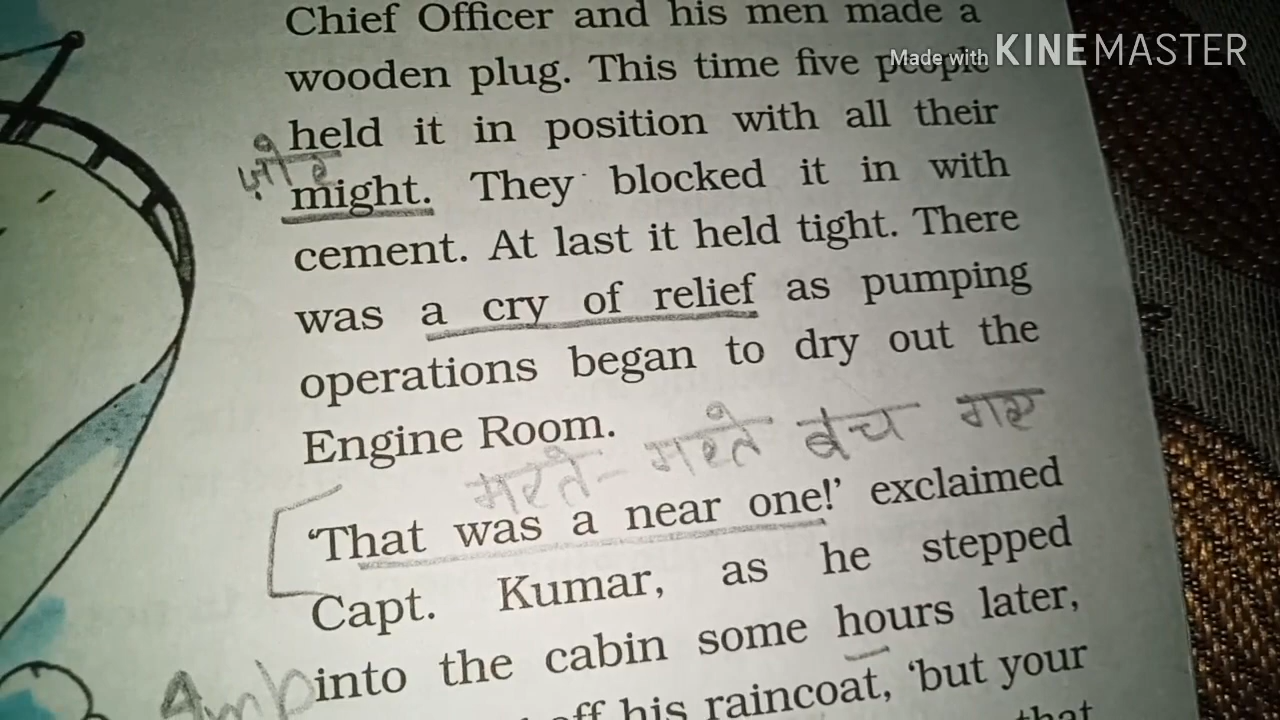 Chief Officer and his men made a
wooden plug. This time five people
Made with KINEMASTER
held it in position with all their
जोर से
might. They blocked it in with
cement. At last it held tight. There
was a cry of relief as pumping
operations began to dry out the
Engine Room.
मरते-मरते बच गए
'That was a near one!' exclaimed
Capt. Kumar, as he stepped
into the cabin some hours later,
Amb
off his raincoat, 'but your
that